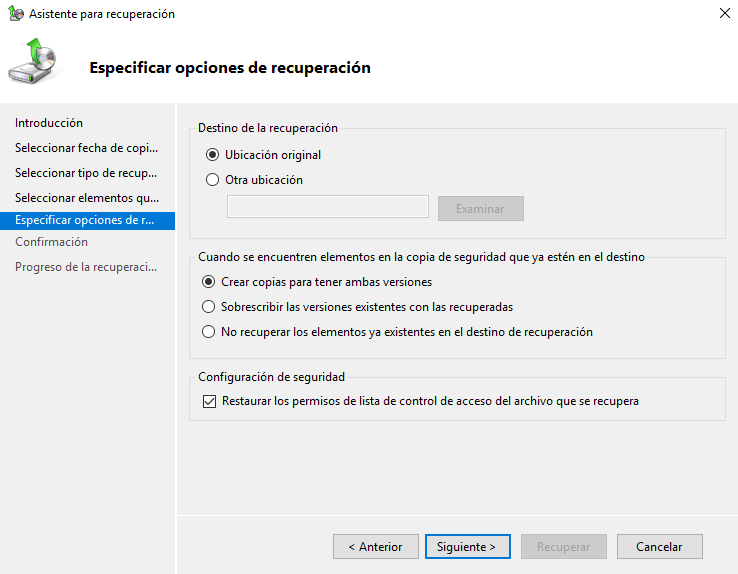 Asistente para recuperación
Especificar opciones de recuperación
Introducción
Seleccionar fecha de copi...
Seleccionar tipo de recup...
Seleccionar elementos qu...
Especificar opciones de r...
Confirmación
Progreso de la recuperaci...
Destino de la recuperación
Ubicación original
Otra ubicación
Examinar
Cuando se encuentren elementos en la copia de seguridad que ya estén en el destino
Crear copias para tener ambas versiones
Sobrescribir las versiones existentes con las recuperadas
No recuperar los elementos ya existentes en el destino de recuperación
Configuración de seguridad
Restaurar los permisos de lista de control de acceso del archivo que se recupera
< Anterior
Siguiente >
Recuperar
Cancelar